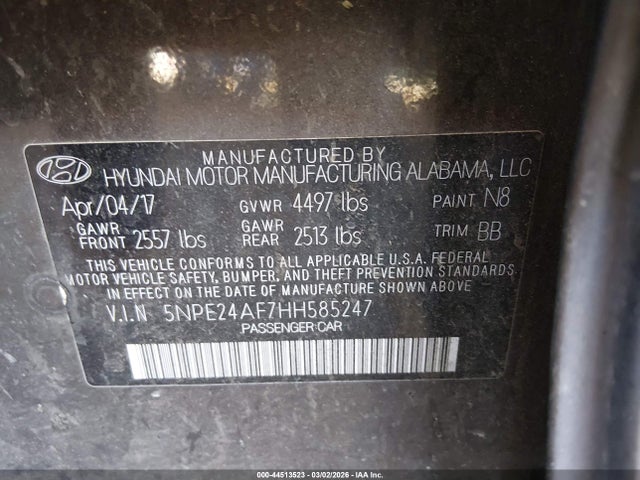 MANUFACTURED BY
HYUNDAI MOTOR MANUFACTURING ALABAMA, LLC
Apr/04/17 GVWR 4497 lbs PAINT N8
GAWR FRONT 2557 lbs GAWR REAR 2513 lbs TRIM BB
THIS VEHICLE CONFORMS TO ALL APPLICABLE U.S.A. FEDERAL
MOTOR VEHICLE SAFETY, BUMPER, AND THEFT PREVENTION STANDARDS
IN EFFECT ON THE DATE OF MANUFACTURE SHOWN ABOVE
V.I.N 5NPE24AF7HH585247
PASSENGER CAR
000-44513523 - 03/02/2026 - IAA Inc.